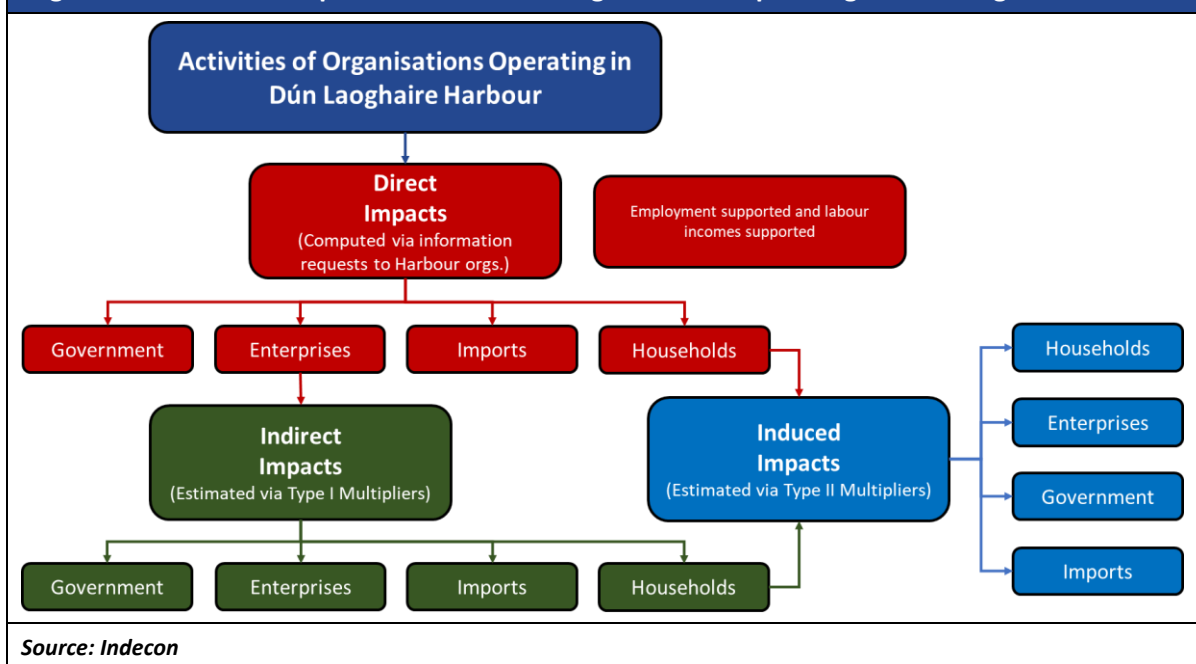 Activities of Organisations Operating in
Dún Laoghaire Harbour
Direct
Impacts
(Computed via information
requests to Harbour orgs.)
Employment supported and labour
incomes supported
Government
Enterprises
Imports
Households
Indirect
Impacts
(Estimated via Type I Multipliers)
Induced
Impacts
(Estimated via Type II Multipliers)
Households
Enterprises
Government
Imports
Government
Enterprises
Imports
Households
Source: Indecon